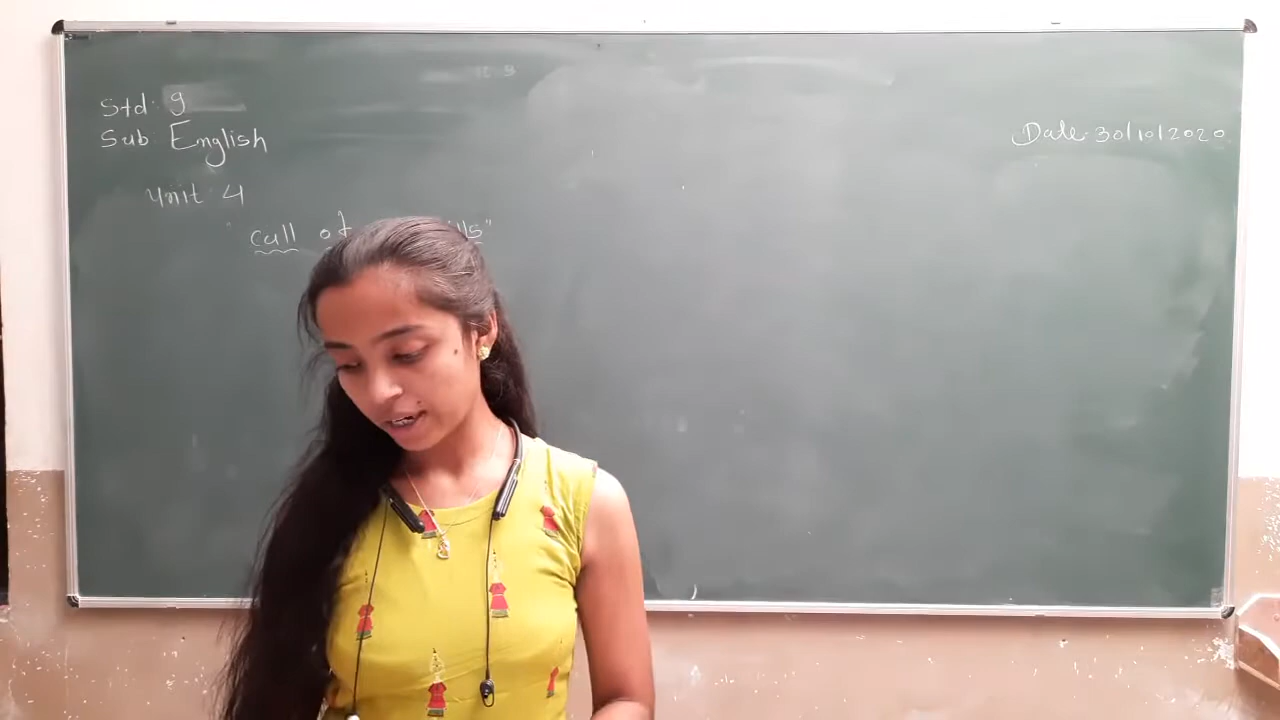 Std: 9
Sub English
Date: 30/10/2020
Unit 4
"Call of